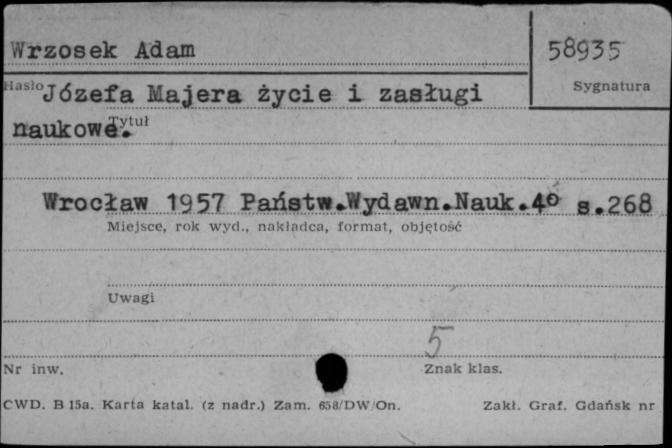 Wrzosek Adam
58935
Hasło
Sygnatura
Józefa Majera życie i zasługi
naukowe.
Tytuł
Wrocław 1957 Państw.Wydawn.Nauk.4° s.268
Miejsce, rok wyd., nakładca, format, objętość
Uwagi
5
Nr inw.
Znak klas.
CWD. B 15a. Karta katal. (z nadr.) Zam. 658/DW/On.
Zakł. Graf. Gdańsk nr